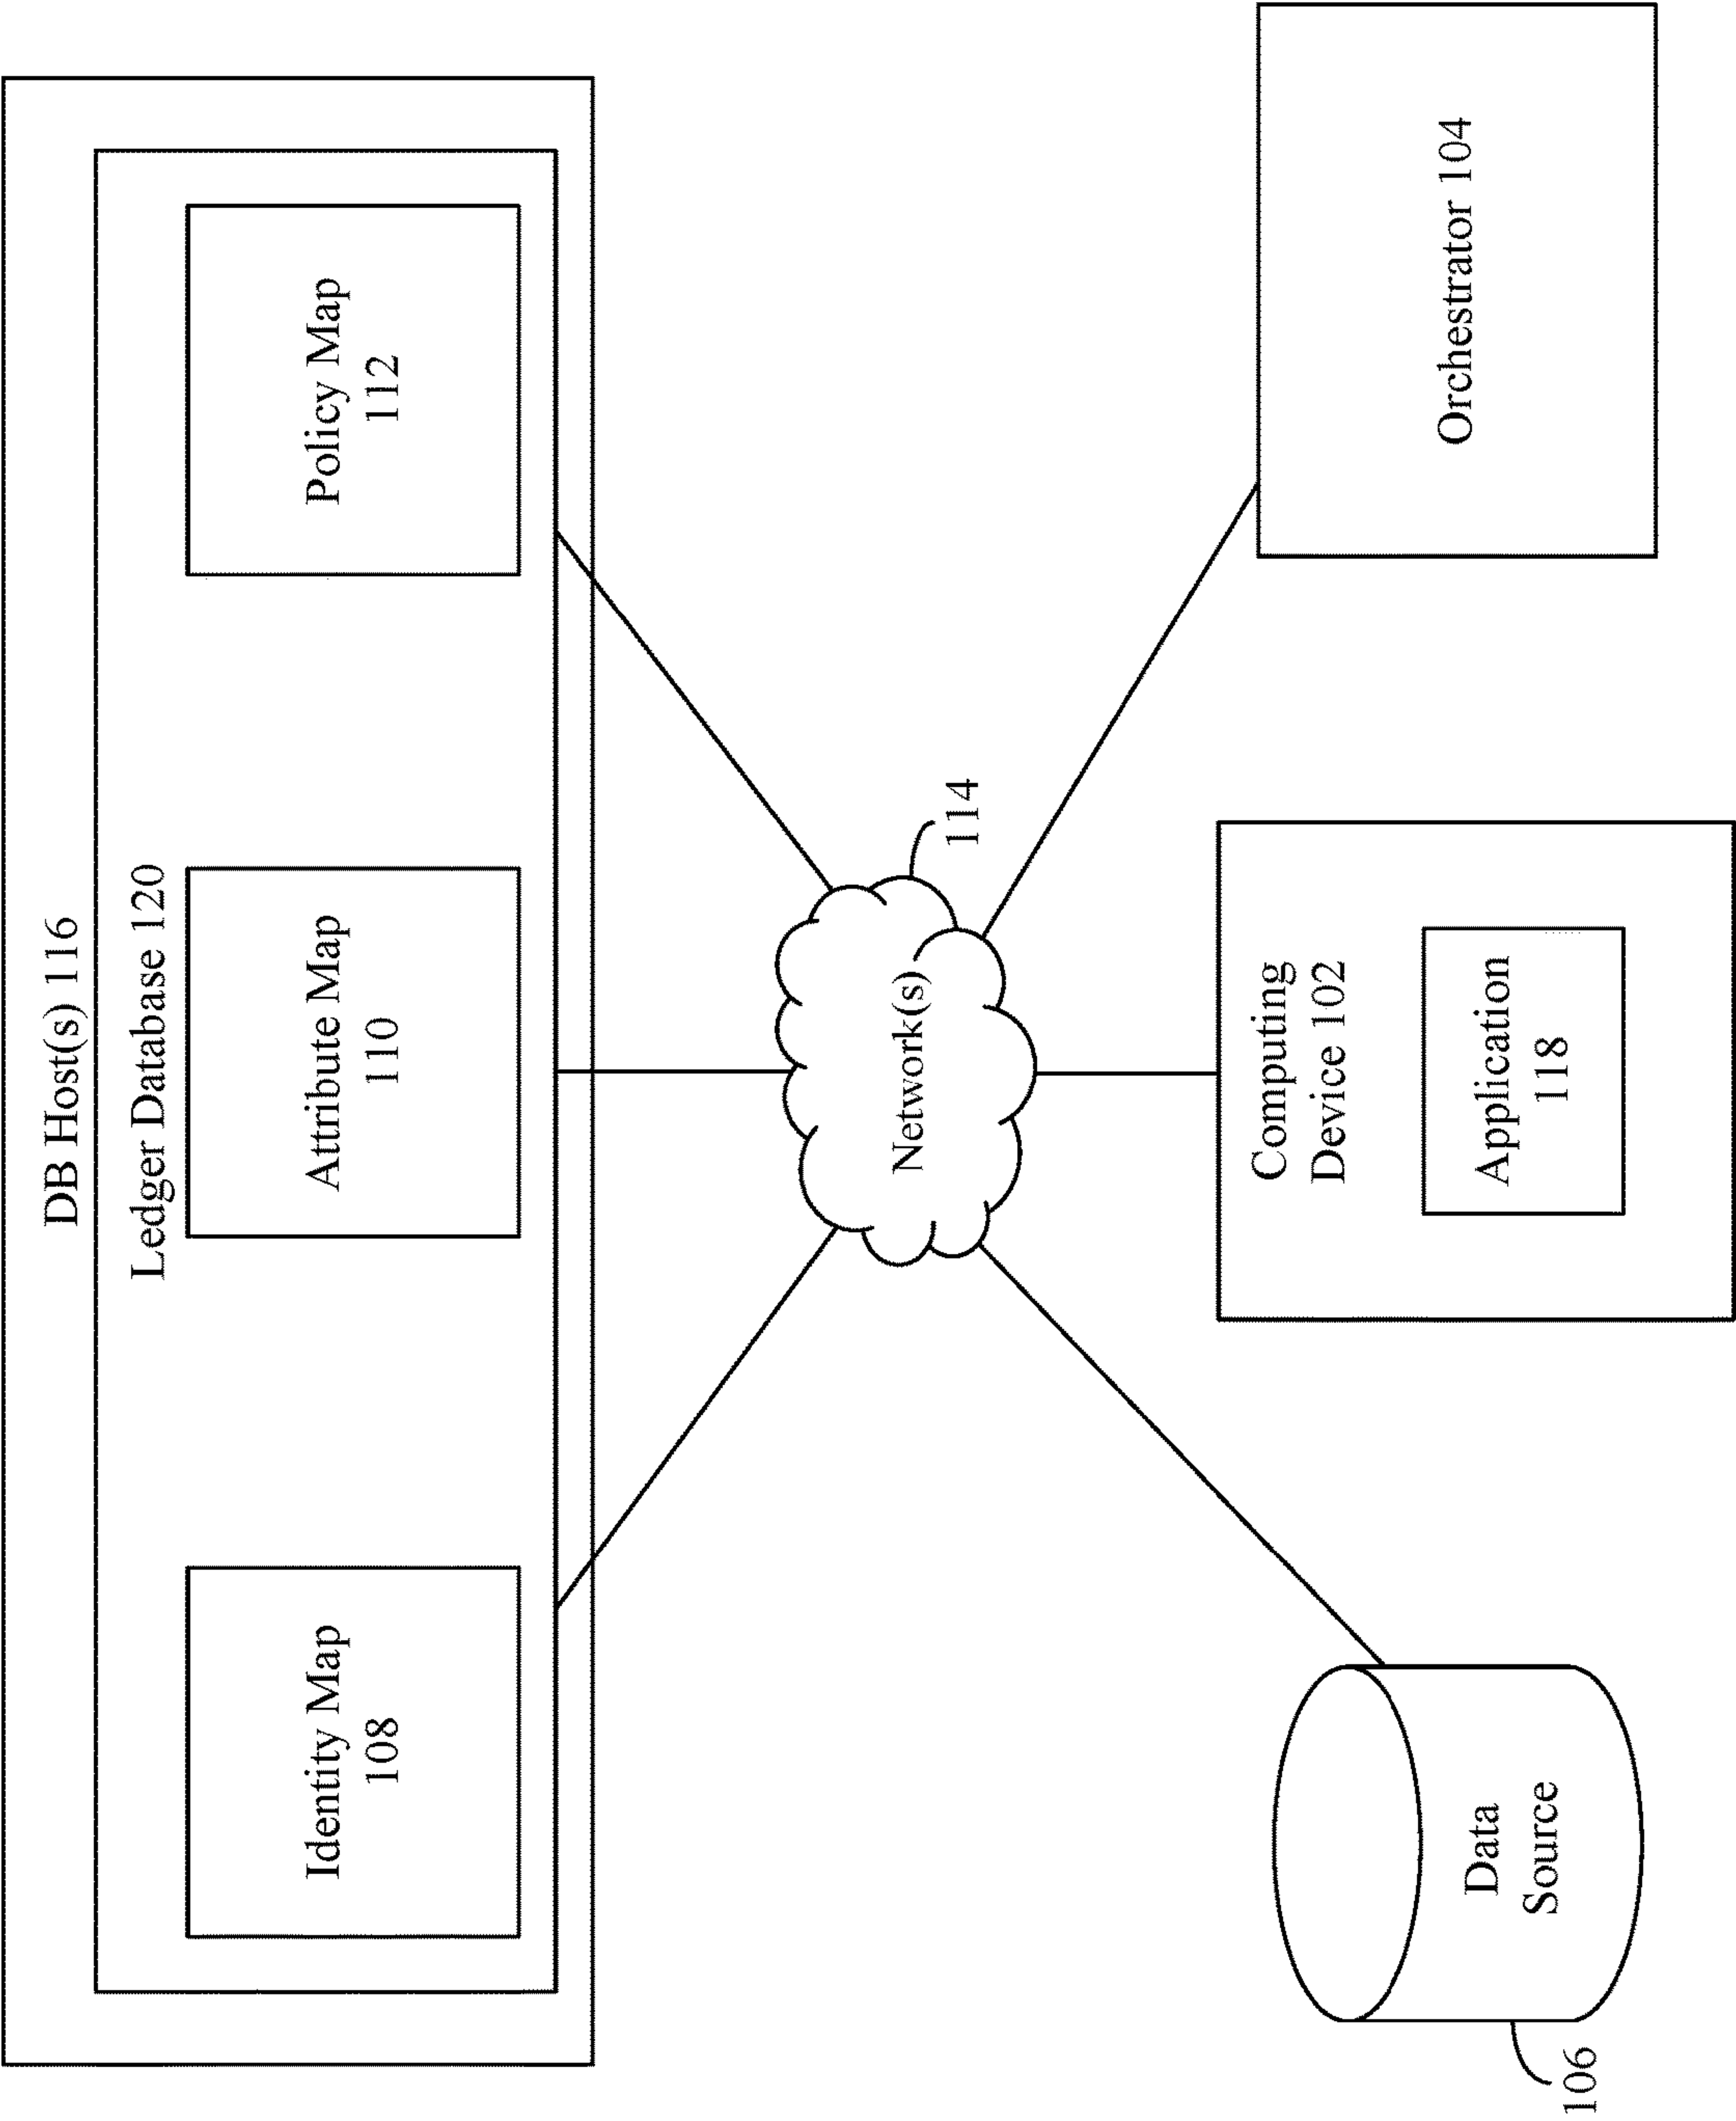 DB Host(s) 116
Ledger Database 120
Identity Map
108
Attribute Map
110
Policy Map
112
Network(s)
114
Data
Source
106
Computing
Device 102
Application
118
Orchestrator 104